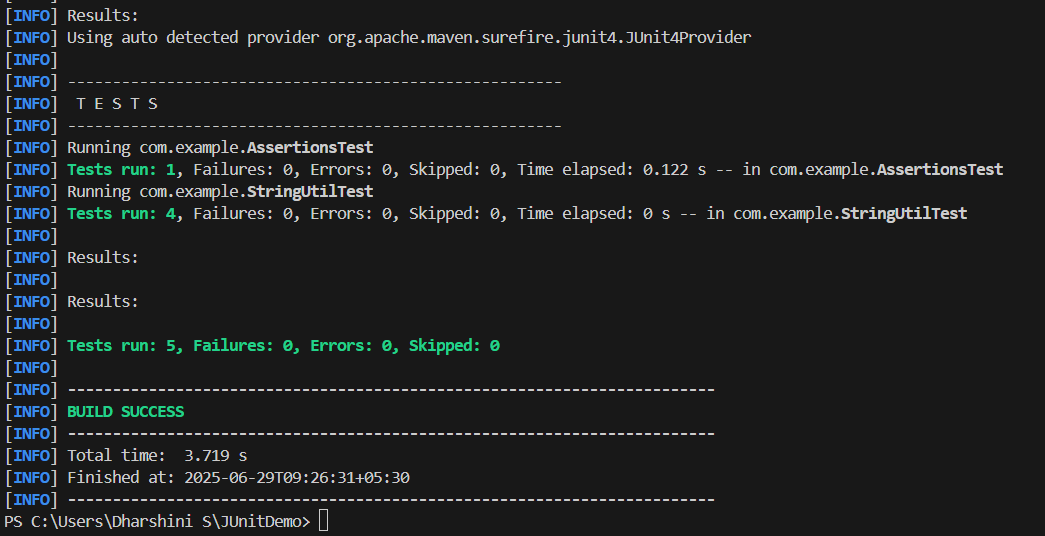 [INFO] Results:
[INFO] Using auto detected provider org.apache.maven.surefire.junit4.JUnit4Provider
[INFO]
[INFO] -------------------------------------------------------
[INFO]  T E S T S
[INFO] -------------------------------------------------------
[INFO] Running com.example.AssertionsTest
[INFO] Tests run: 1, Failures: 0, Errors: 0, Skipped: 0, Time elapsed: 0.122 s -- in com.example.AssertionsTest
[INFO] Running com.example.StringUtilTest
[INFO] Tests run: 4, Failures: 0, Errors: 0, Skipped: 0, Time elapsed: 0 s -- in com.example.StringUtilTest
[INFO]
[INFO] Results:
[INFO]
[INFO] Results:
[INFO]
[INFO] Tests run: 5, Failures: 0, Errors: 0, Skipped: 0
[INFO]
[INFO] ------------------------------------------------------------------------
[INFO] BUILD SUCCESS
[INFO] ------------------------------------------------------------------------
[INFO] Total time:  3.719 s
[INFO] Finished at: 2025-06-29T09:26:31+05:30
[INFO] ------------------------------------------------------------------------
PS C:\Users\Dharshini S\JUnitDemo>